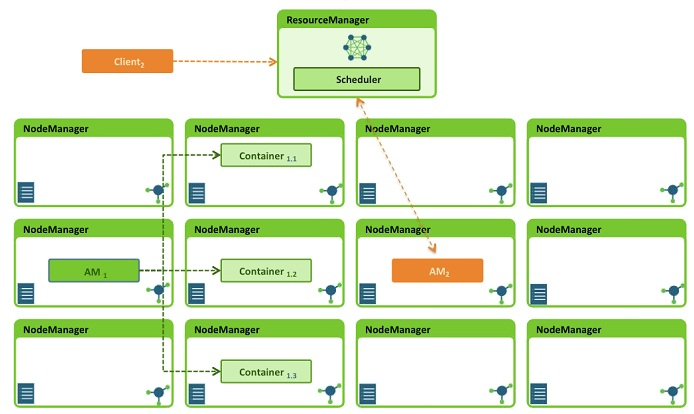 ResourceManager
Client2
Scheduler
NodeManager
NodeManager
NodeManager
NodeManager
Container 1.1
NodeManager
NodeManager
NodeManager
NodeManager
AM 1
Container 1.2
AM2
NodeManager
NodeManager
NodeManager
NodeManager
Container 1.3